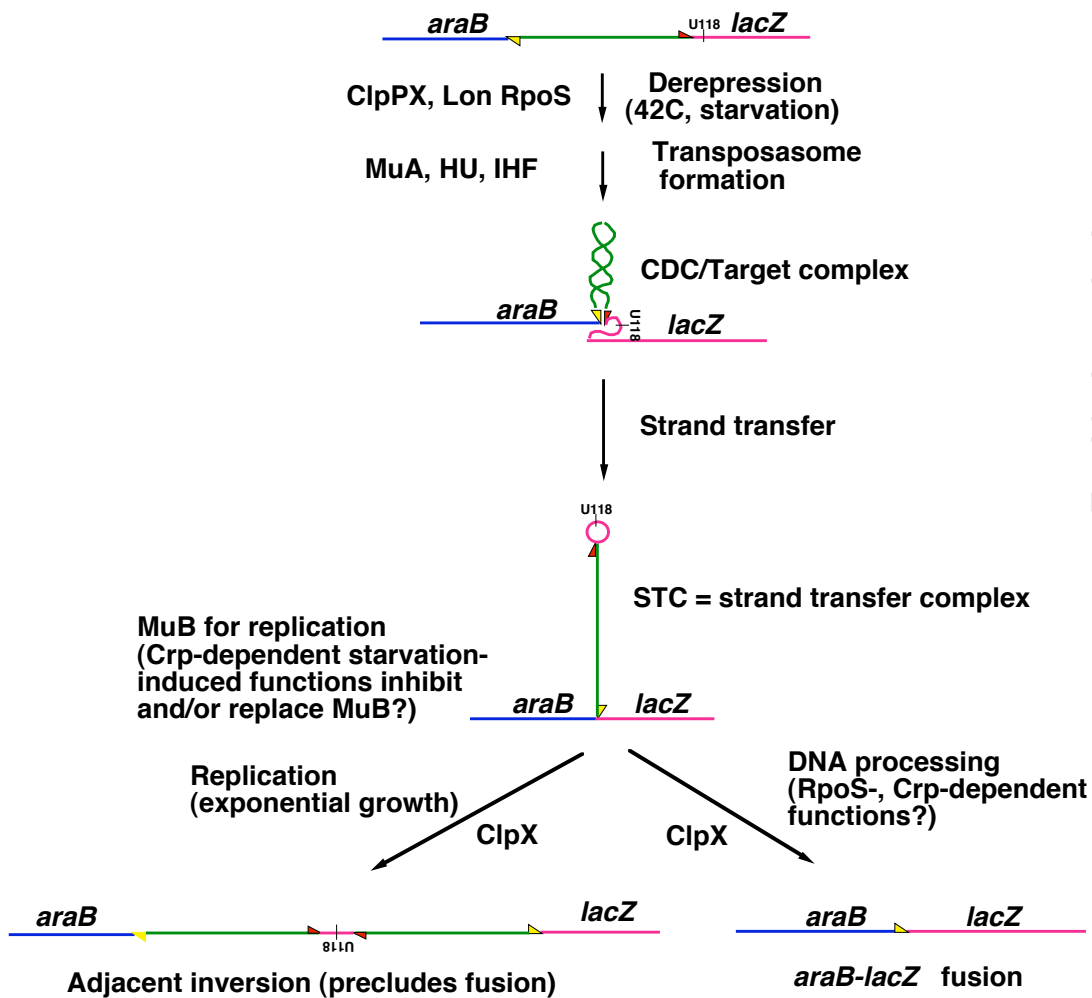 araB U118 lacZ
ClpPX, Lon RpoS
Derepression
(42C, starvation)
MuA, HU, IHF
Transposasome
formation
CDC/Target complex
araB U118 lacZ
Strand transfer
U118
STC = strand transfer complex
MuB for replication
(Crp-dependent starvation-
induced functions inhibit
and/or replace MuB?)
araB lacZ
Replication
(exponential growth)
ClpX
DNA processing
(RpoS-, Crp-dependent
functions?)
ClpX
araB U118 lacZ
Adjacent inversion (precludes fusion)
araB lacZ
araB-lacZ fusion